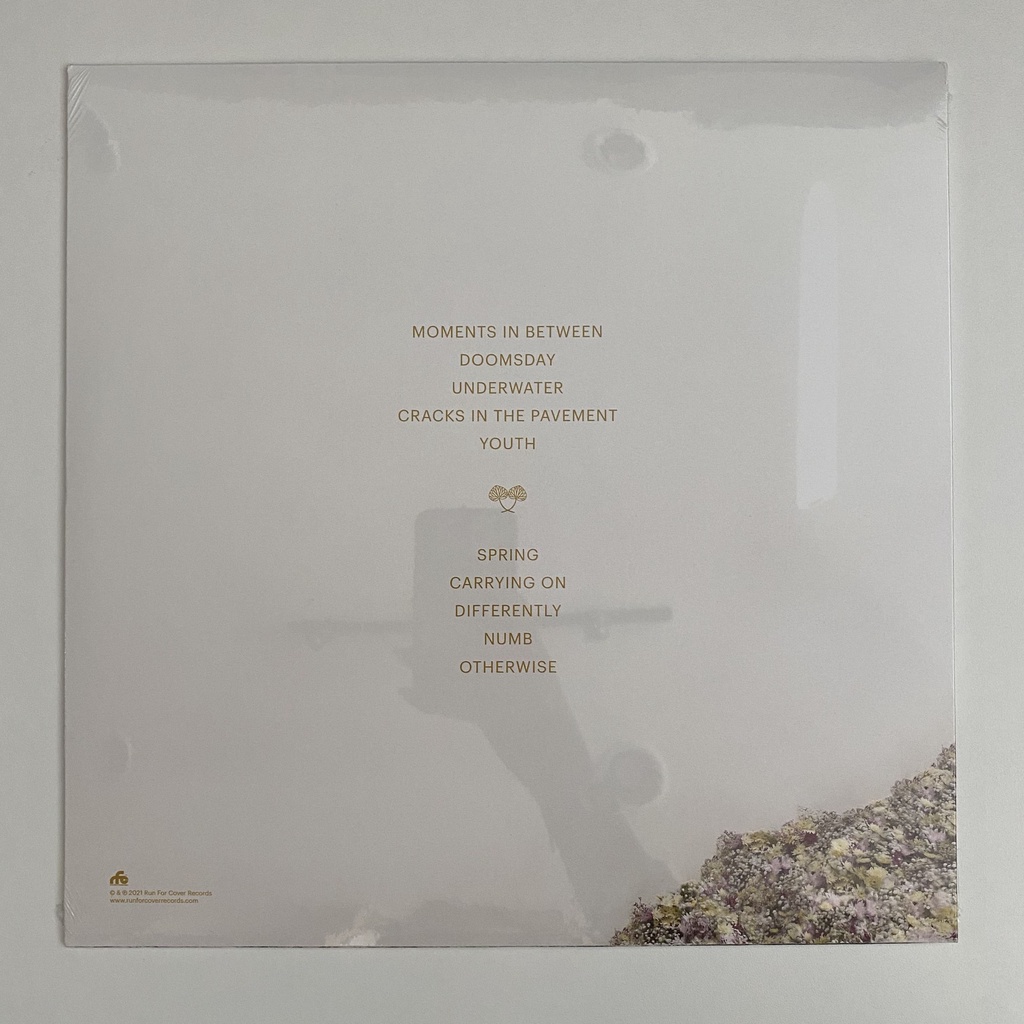 MOMENTS IN BETWEEN
DOOMSDAY
UNDERWATER
CRACKS IN THE PAVEMENT
YOUTH
SPRING
CARRYING ON
DIFFERENTLY
NUMB
OTHERWISE
rfc
© & ℗ 2021 Run For Cover Records
www.runforcoverrecords.com